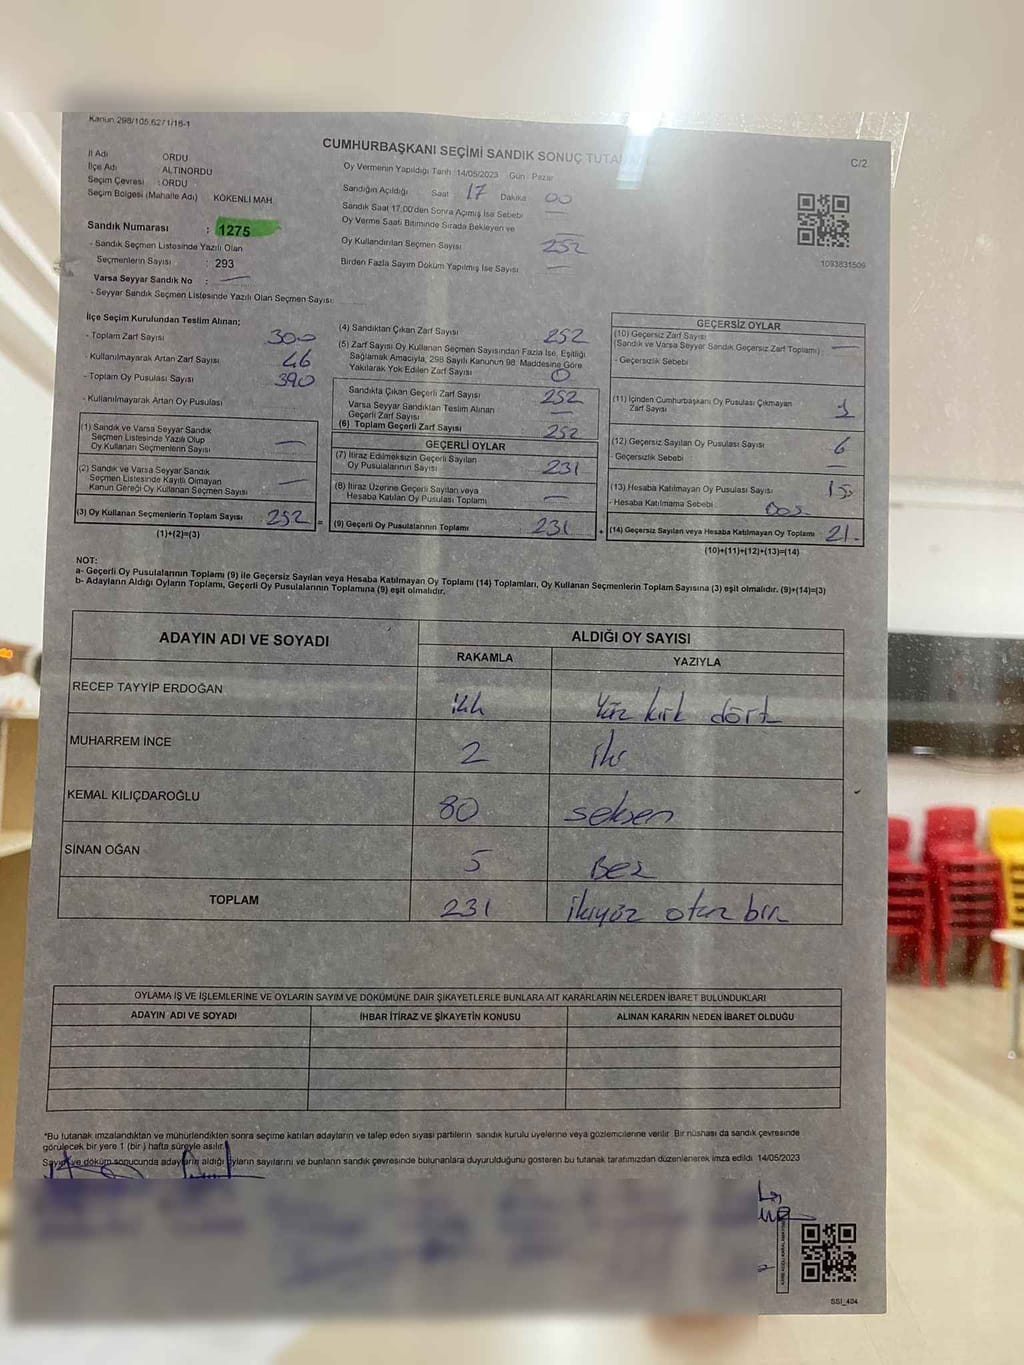 Kanun 298/105,627 1/16-1
CUMHURBAŞKANI SEÇİMİ SANDIK SONUÇ
C/2
İl Adı ORDU
İlçe Adı ALTINORDU
Seçim Çevresi : ORDU
Seçim Bölgesi (Mahalle Adı) KÖKENLİ MAH.
Sandık Numarası : 1275
- Sandık Seçmen Listesinde Yazılı Olan
Seçmenlerin Sayısı : 293
Varsa Seyyar Sandık No :
- Seyyar Sandık Seçmen Listesinde Yazılı Olan Seçmen Sayısı:
Oy Vermenin Yapıldığı Tarih 14/05/2023 Gün : Pazar
Sandığın Açıldığı Saat 17 Dakika 00
Sandık Saat 17.00'den Sonra Açılmış İse Sebebi
Oy Verme Saati Bitiminde Sırada Bekleyen ve
Oy Kullandırılan Seçmen Sayısı 252
Birden Fazla Sayım Döküm Yapılmış İse Sayısı
1093831509
İlçe Seçim Kurulundan Teslim Alınan;
- Toplam Zarf Sayısı 300
- Kullanılmayarak Artan Zarf Sayısı 46
- Toplam Oy Pusulası Sayısı 390
- Kullanılmayarak Artan Oy Pusulası
(1) Sandık ve Varsa Seyyar Sandık
Seçmen Listesinde Yazılı Olup
Oy Kullanan Seçmenlerin Sayısı
(2) Sandık ve Varsa Seyyar Sandık
Seçmen Listesinde Kayıtlı Olmayan
Kanun Gereği Oy Kullanan Seçmen Sayısı
(3) Oy Kullanan Seçmenlerin Toplam Sayısı 252 =
(1)+(2)=(3)
(4) Sandıktan Çıkan Zarf Sayısı 252
(5) Zarf Sayısı Oy Kullanan Seçmen Sayısından Fazla İse, Eşitliği
Sağlamak Amacıyla, 298 Sayılı Kanunun 98. Maddesine Göre
Yakılarak Yok Edilen Zarf Sayısı 0
Sandıkta Çıkan Geçerli Zarf Sayısı 252
Varsa Seyyar Sandıktan Teslim Alınan
Geçerli Zarf Sayısı
(6) Toplam Geçerli Zarf Sayısı 252
GEÇERLİ OYLAR
(7) İtiraz Edilmeksizin Geçerli Sayılan
Oy Pusulalarının Sayısı 231
(8) İtiraz Üzerine Geçerli Sayılan veya
Hesaba Katılan Oy Pusulası Toplamı
(9) Geçerli Oy Pusulalarının Toplamı 231 +
GEÇERSİZ OYLAR
(10) Geçersiz Zarf Sayısı
(Sandık ve Varsa Seyyar Sandık Geçersiz Zarf Toplamı)
- Geçersizlik Sebebi
(11) İçinden Cumhurbaşkanı Oy Pusulası Çıkmayan
Zarf Sayısı
(12) Geçersiz Sayılan Oy Pusulası Sayısı 6
Geçersizlik Sebebi
(13) Hesaba Katılmayan Oy Pusulası Sayısı 15
- Hesaba Katılmama Sebebi Boş
(14) Geçersiz Sayılan veya Hesaba Katılmayan Oy Toplamı 21
(10)+(11)+(12)+(13)=(14)
NOT:
a- Geçerli Oy Pusulalarının Toplamı (9) ile Geçersiz Sayılan veya Hesaba Katılmayan Oy Toplamı (14) Toplamları, Oy Kullanan Seçmenlerin Toplam Sayısına (3) eşit olmalıdır. (9)+(14)=(3)
b- Adayların Aldığı Oyların Toplamı, Geçerli Oy Pusulalarının Toplamına (9) eşit olmalıdır.
ADAYIN ADI VE SOYADI ALDIĞI OY SAYISI
RAKAMLA YAZIYLA
RECEP TAYYİP ERDOĞAN 144 Yüz kırk dört
MUHARREM İNCE 2 iki
KEMAL KILIÇDAROĞLU 80 seksen
SİNAN OĞAN 5 Beş
TOPLAM 231 ikiyüz otuz bir
OYLAMA İŞ VE İŞLEMLERİNE VE OYLARIN SAYIM VE DÖKÜMÜNE DAİR ŞİKAYETLERLE BUNLARA AİT KARARLARIN NELERDEN İBARET BULUNDUKLARI
ADAYIN ADI VE SOYADI İHBAR İTİRAZ VE ŞİKAYETİN KONUSU ALINAN KARARIN NEDEN İBARET OLDUĞU
*Bu tutanak imzalandıktan ve mühürlendikten sonra seçime katılan adayların ve talep eden siyasi partilerin sandık kurulu üyelerine veya gözlemcilerine verilir. Bir nüshası da sandık çevresinde
görülecek bir yere 1 (bir) hafta süreyle asılır.
Sayım ve döküm sonucunda adayların aldığı oyların sayılarını ve bunların sandık çevresinde bulunanlara duyurulduğunu gösteren bu tutanak tarafımızdan düzenlenerek imza edildi 14/05/2023
SSI_404